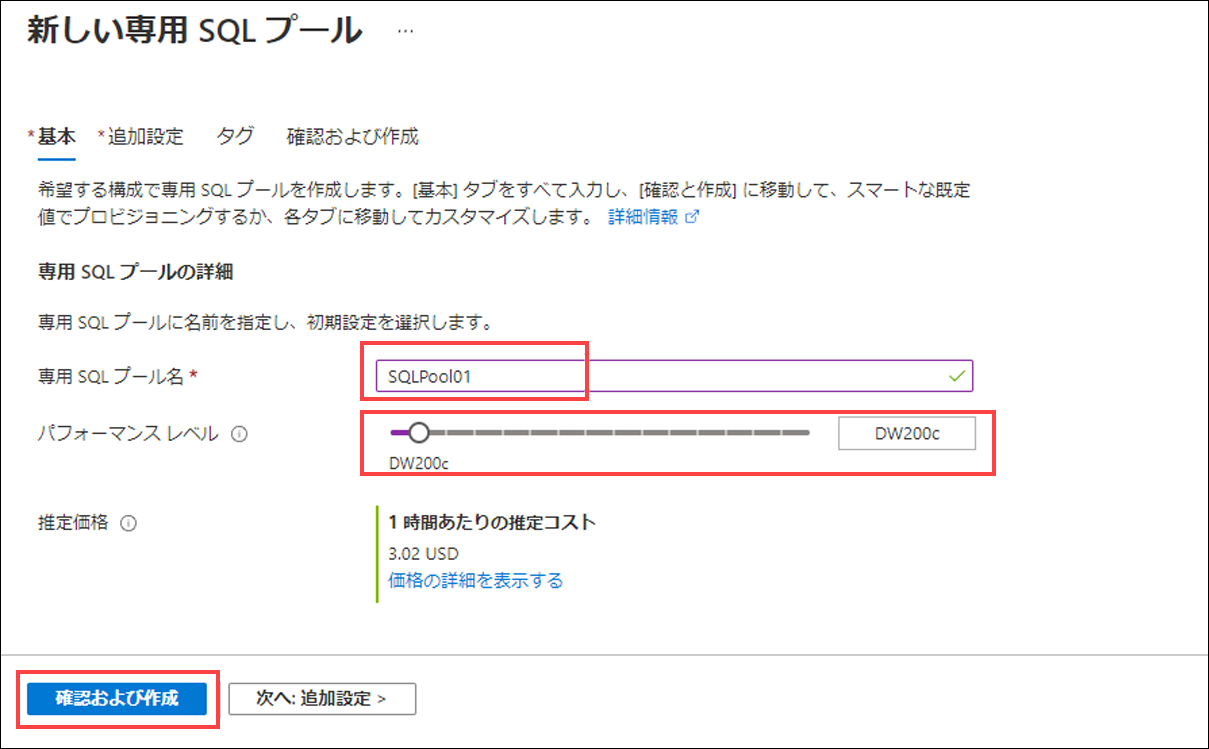 新しい専用 SQL プール ...
*基本 *追加設定 タグ 確認および作成
希望する構成で専用 SQL プールを作成します。[基本] タブをすべて入力し、[確認と作成] に移動して、スマートな既定
値でプロビジョニングするか、各タブに移動してカスタマイズします。 詳細情報
専用 SQL プールの詳細
専用 SQL プールに名前を指定し、初期設定を選択します。
専用 SQL プール名 * SQLPool01
パフォーマンス レベル DW200c
DW200c
推定価格 1 時間あたりの推定コスト
3.02 USD
価格の詳細を表示する
確認および作成 次へ: 追加設定 >